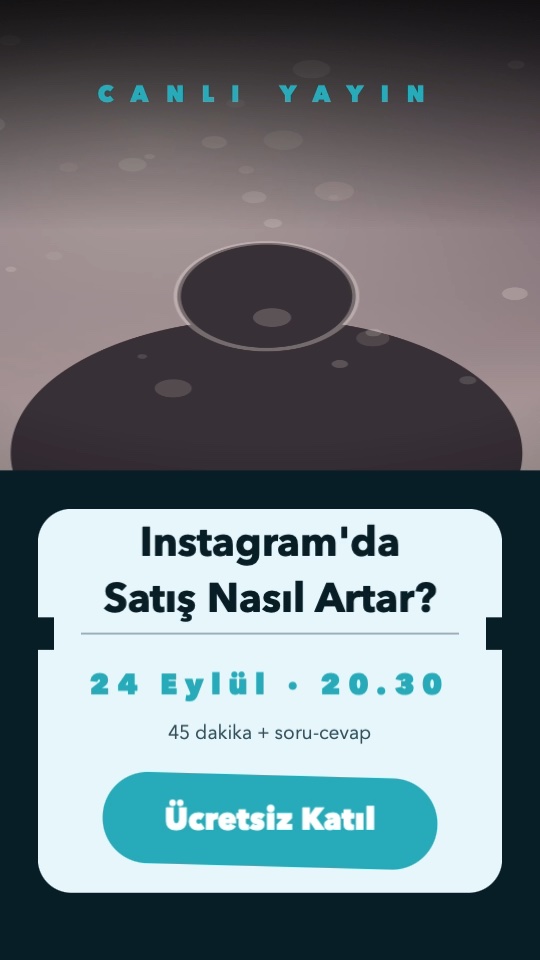 CANLI YAYIN
Instagram'da
Satış Nasıl Artar?
24 Eylül • 20.30
45 dakika + soru-cevap
Ücretsiz Katıl